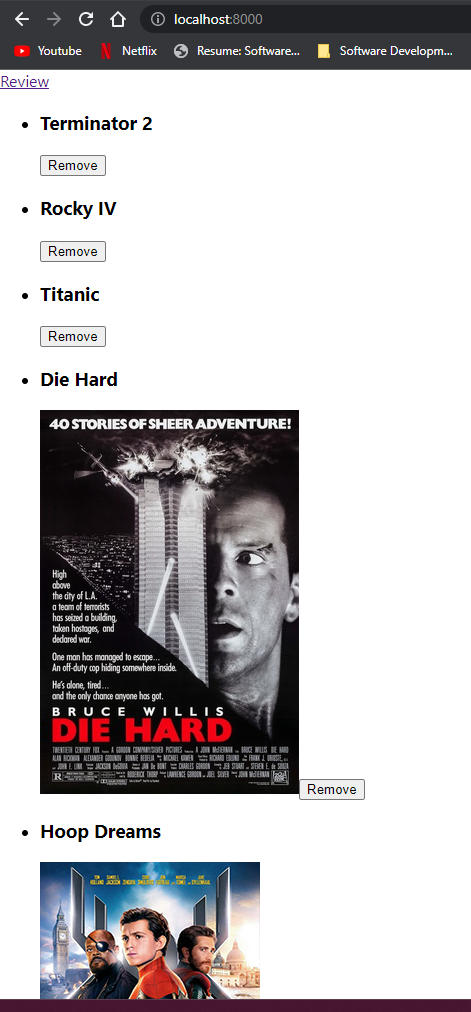 localhost:8000
Youtube
Netflix
Resume: Software...
Software Developm...
Review
Terminator 2
Remove
Rocky IV
Remove
Titanic
Remove
Die Hard
40 STORIES OF SHEER ADVENTURE!
High
above
the city of L.A.
a team of terrorists
has seized a building,
taken hostages, and
declared war.
One man has managed to escape...
An off-duty cop hiding somewhere inside.
He's alone, tired...
and the only chance anyone has got.
BRUCE WILLIS
DIE HARD
Remove
Hoop Dreams